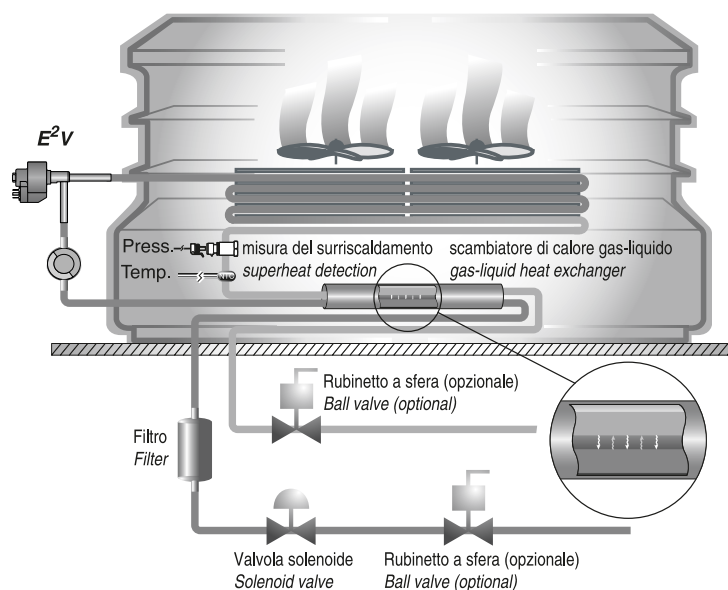 E²V
Press.
misura del surriscaldamento
superheat detection
scambiatore di calore gas-liquido
gas-liquid heat exchanger
Temp.
NTC
Rubinetto a sfera (opzionale)
Ball valve (optional)
Filtro
Filter
Valvola solenoide
Solenoid valve
Rubinetto a sfera (opzionale)
Ball valve (optional)